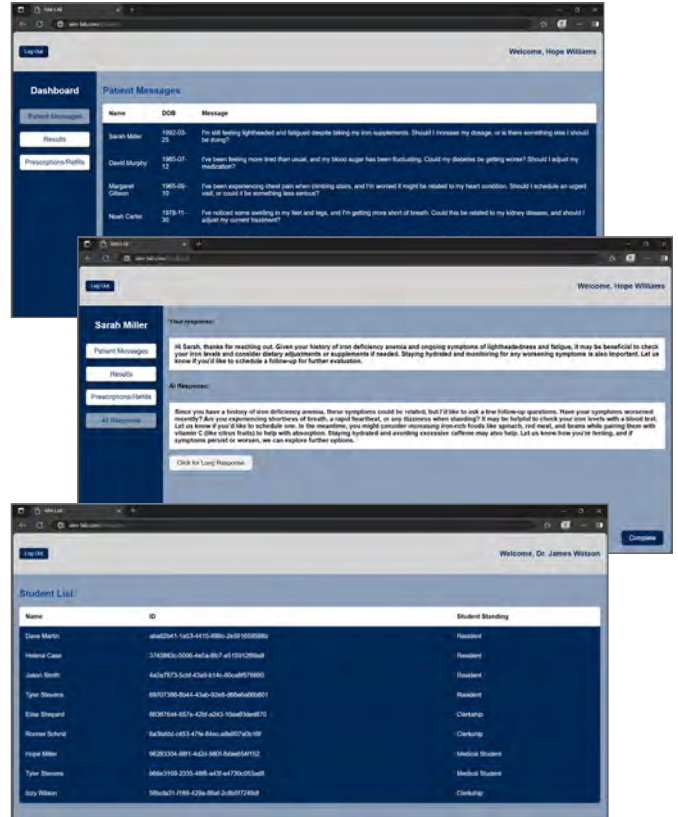 Log Out
Welcome, Hope Williams
Dashboard
Patient Messages
Results
Prescriptions/Refills
Patient Messages
Name DOB Message
Sarah Miller 1992-03-25 I'm still feeling lightheaded and fatigued despite taking my iron supplements. Should I increase my dosage, or is there something else I should be doing?
David Murphy 1985-07-12 I've been feeling more tired than usual, and my blood sugar has been fluctuating. Could my diabetes be getting worse? Should I adjust my medication?
Margaret 10 I've been experiencing chest pain when climbing stairs, and I'm worried it might be related to my heart condition. Should I schedule an urgent visit, or could it be something less serious?
Noah Carter 1978-11-30 I've noticed some swelling in my feet and legs, and I'm getting more short of breath. Could this be related to my kidney disease, and should I adjust my current treatment?
Log Out
Welcome, Hope Williams
Sarah Miller
Patient Messages
Results
Prescriptions/Refills
AI Response
Your response:
Hi Sarah, thanks for reaching out. Given your history of iron deficiency anemia and ongoing symptoms of lightheadedness and fatigue, it may be beneficial to check
your iron levels and consider dietary adjustments or supplements if needed. Staying hydrated and monitoring for any worsening symptoms is also important. Let us
know if you'd like to schedule a follow-up for further evaluation.
AI Response:
Since you have a history of iron deficiency anemia, these symptoms could be related, but I'd like to ask a few follow-up questions. Have your symptoms worsened
recently? Are you experiencing shortness of breath, a rapid heartbeat, or any dizziness when standing? It may be helpful to check your iron levels with a blood test.
Let us know if you'd like to schedule one. In the meantime, you might consider increasing iron-rich foods like spinach, red meat, and beans while pairing them with
vitamin C (like citrus fruits) to help with absorption. Staying hydrated and avoiding excessive caffeine may also help. Let us know how you're feeling, and if
symptoms persist or worsen, we can explore further options.
Click for Long Response
Complete
Log Out
Welcome, Dr. James Watson
Student List
Name ID Student Standing
Dave Martin Resident
Helena Case Resident
Jason Smith Resident
Tyler Stevens Resident
Elise Shepard Clerkship
Ronnie Schmit Clerkship
Hope Miller Medical Student
Tyler Stevens Medical Student
Izzy Wilson Clerkship